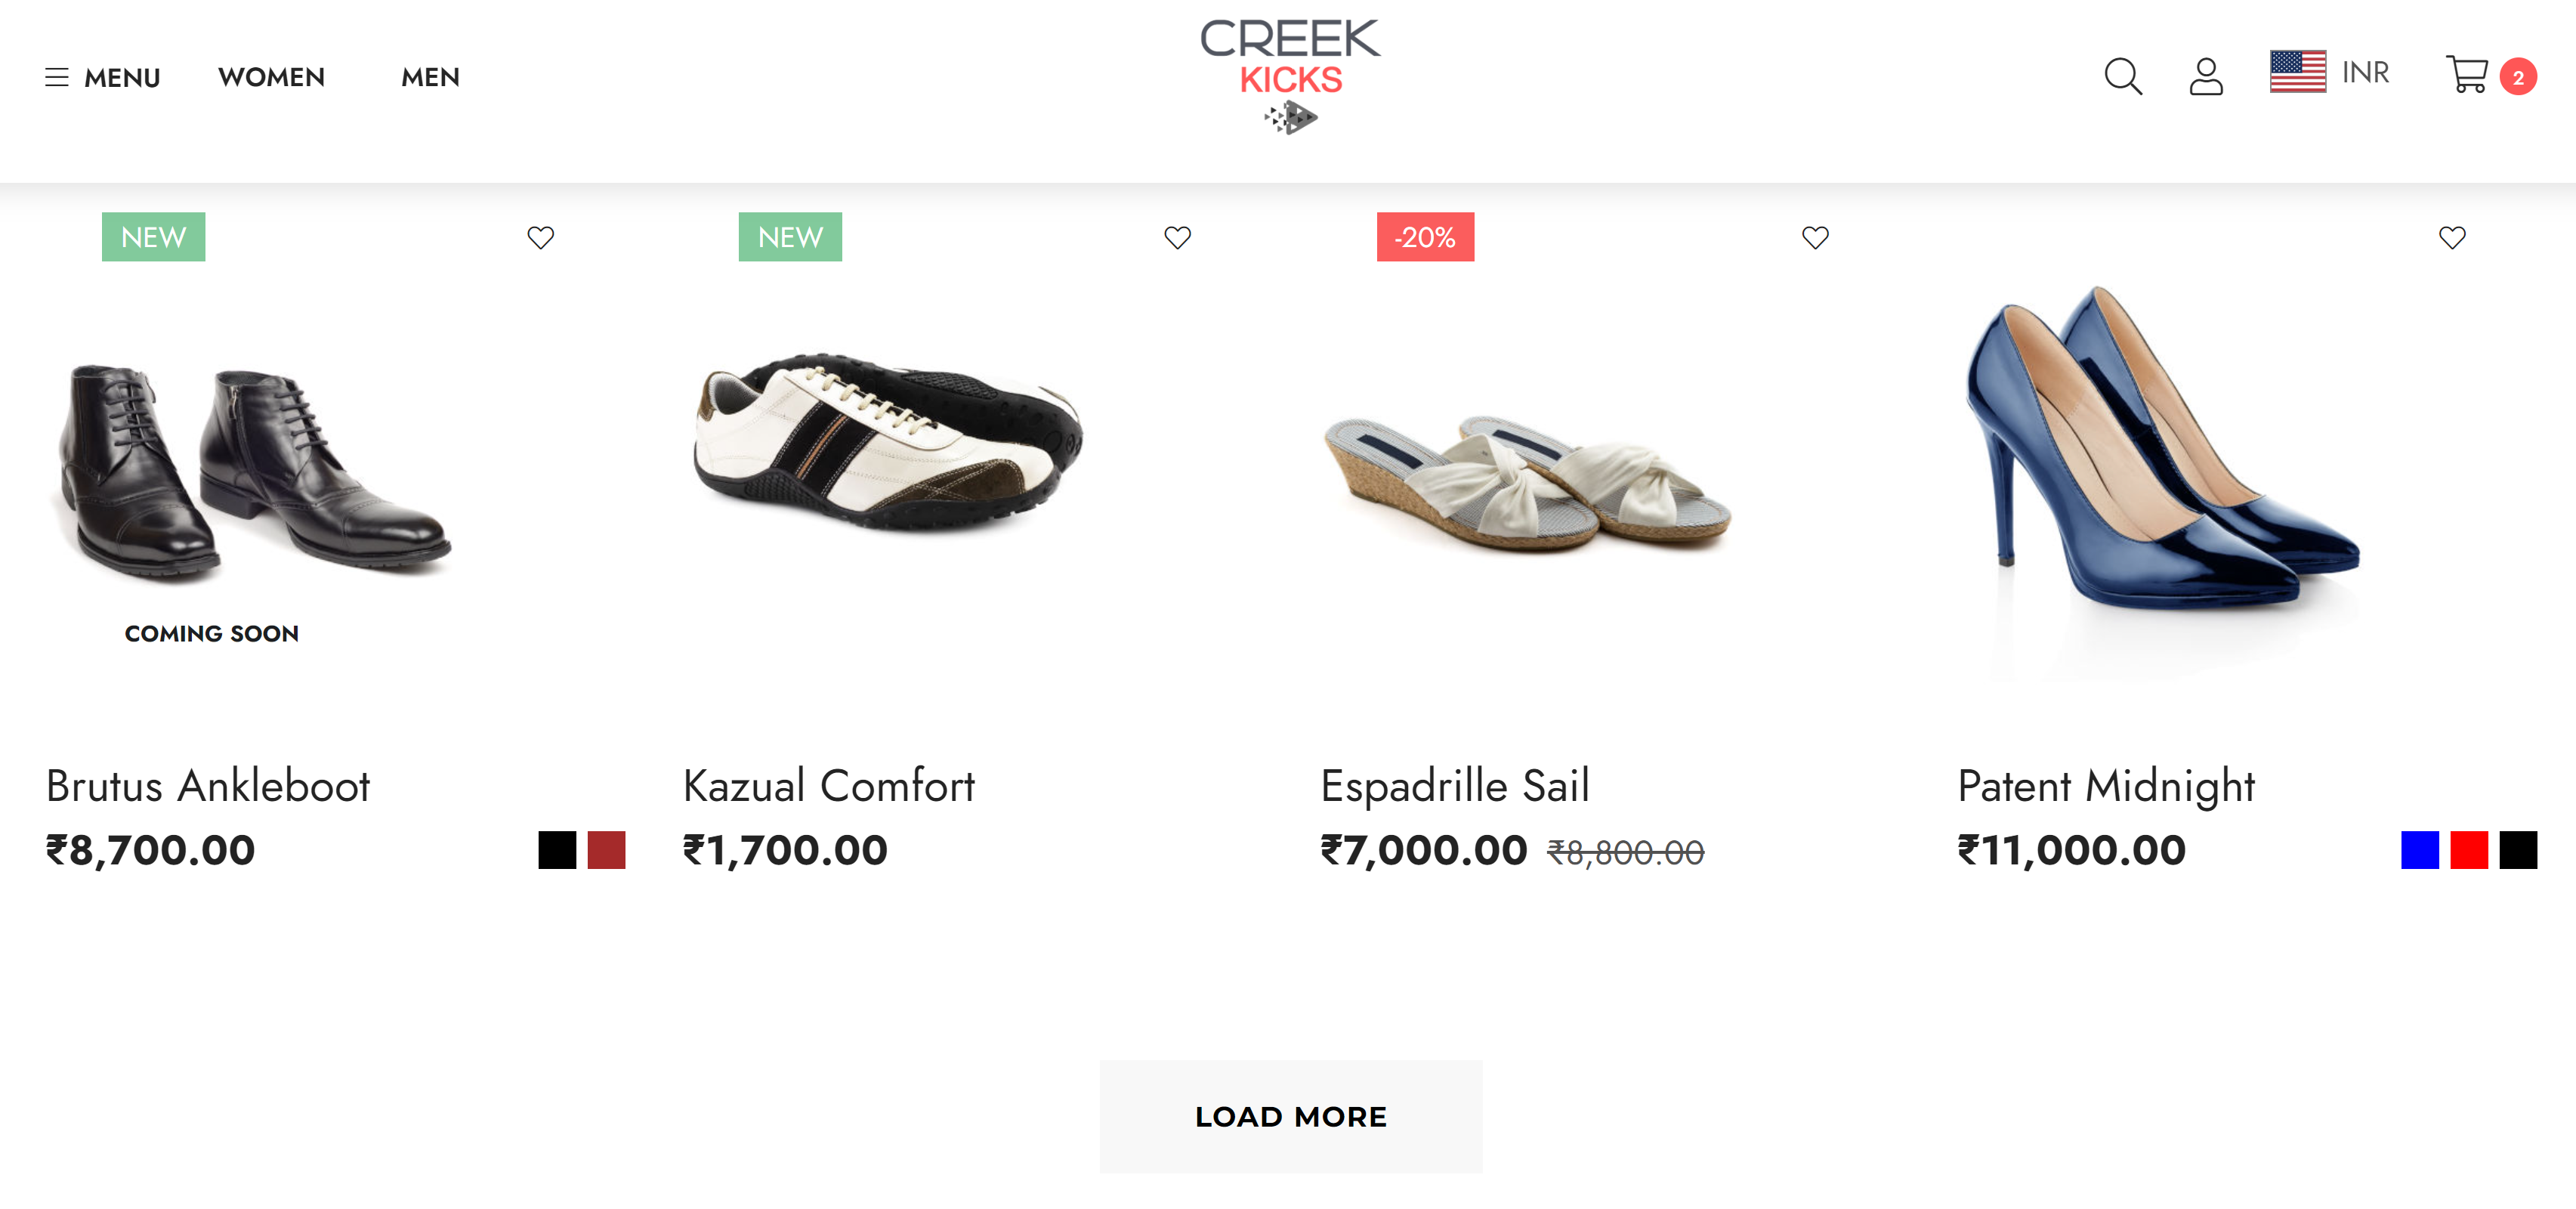 MENU WOMEN MEN
CREEK
KICKS
INR 2
NEW NEW -20%
COMING SOON
Brutus Ankleboot Kazual Comfort Espadrille Sail Patent Midnight
₹8,700.00 ₹1,700.00 ₹7,000.00 ₹8,800.00 ₹11,000.00
LOAD MORE